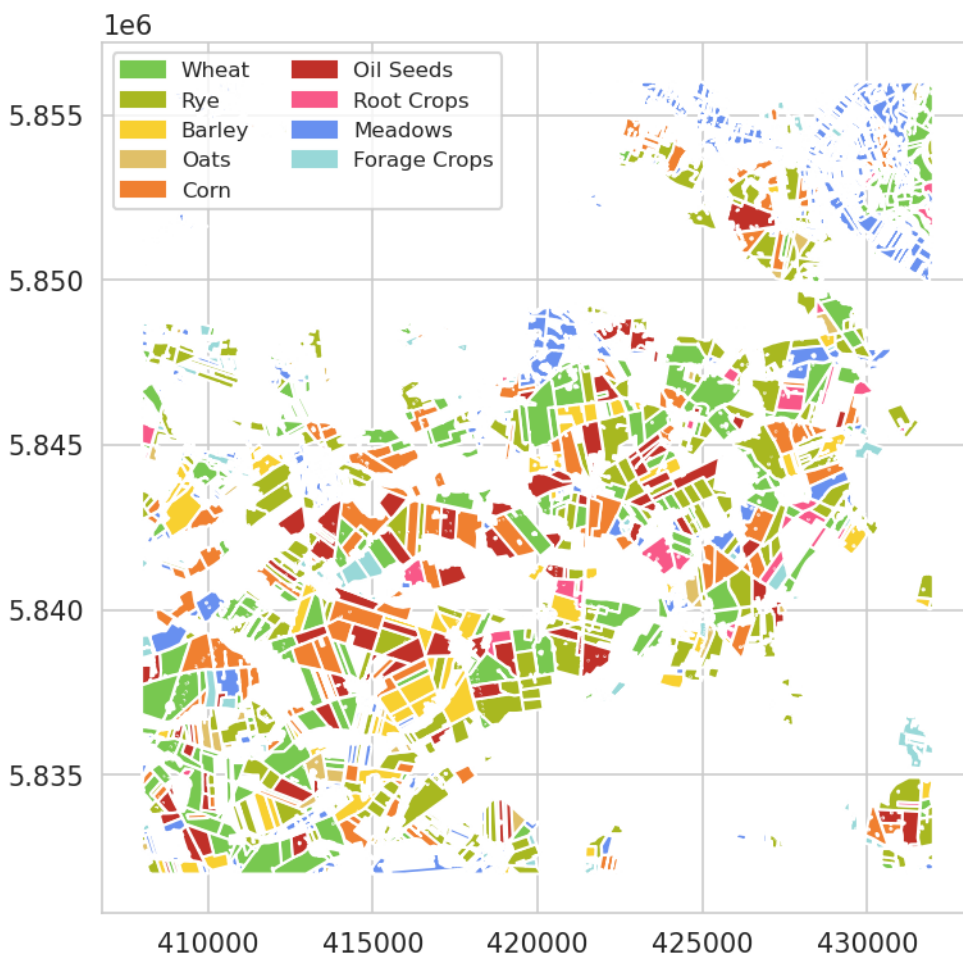 1e6
Wheat
Rye
Barley
Oats
Corn
Oil Seeds
Root Crops
Meadows
Forage Crops
5.855
5.850
5.845
5.840
5.835
410000 415000 420000 425000 430000